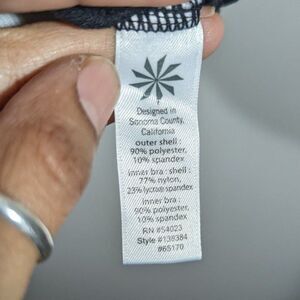 Designed in
Sonoma County,
California
outer shell :
90% polyester,
10% spandex
inner bra : shell :
77% nylon,
23% lycra® spandex
inner bra :
90% polyester,
10% spandex
RN #54023
Style #138384
#65170